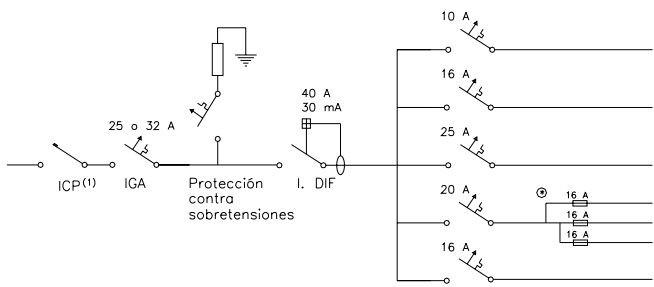 10 A
16 A
40 A
30 mA
25 o 32 A
25 A
ICP(1)
IGA
Protección
contra
sobretensiones
I. DIF
20 A
*
16 A
16 A
16 A
16 A